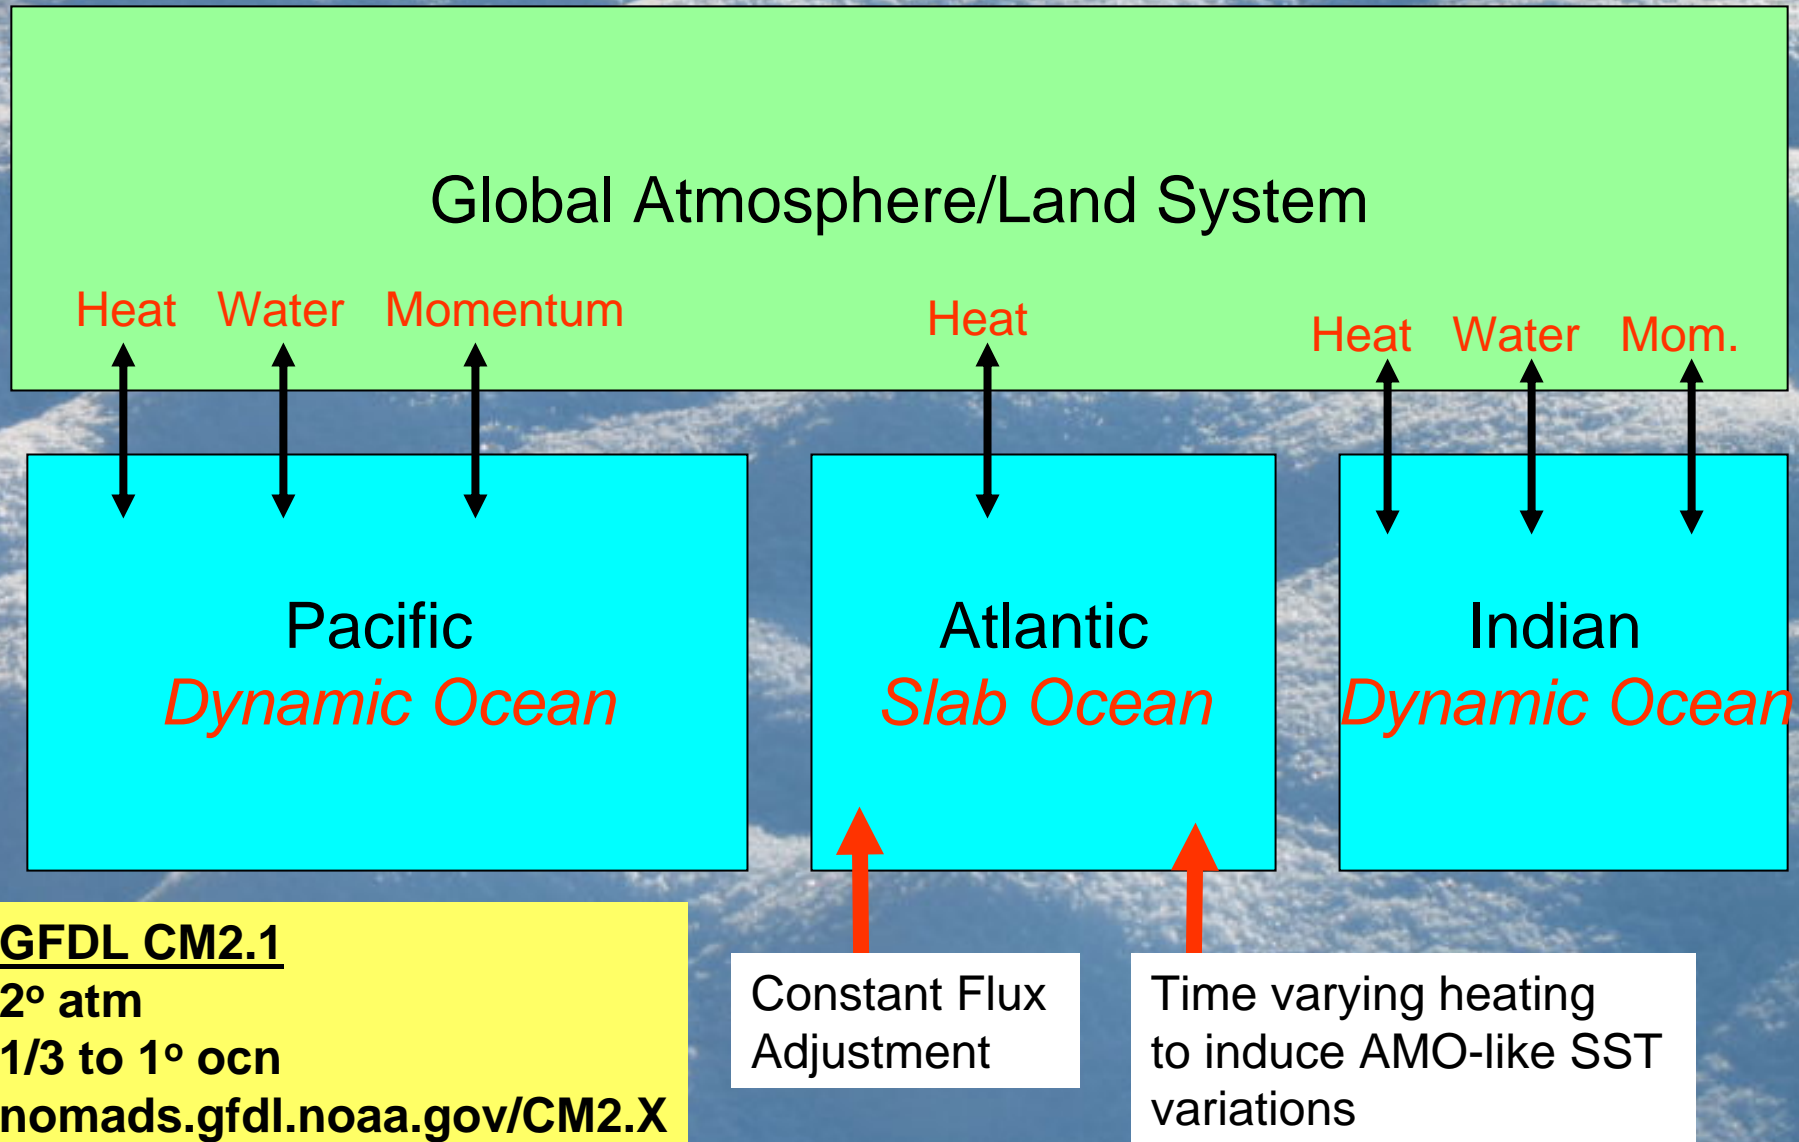 Global Atmosphere/Land System
Heat Water Momentum
Heat
Heat Water Mom.
Pacific
Dynamic Ocean
Atlantic
Slab Ocean
Indian
Dynamic Ocean
GFDL CM2.1
2º atm
1/3 to 1º ocn
nomads.gfdl.noaa.gov/CM2.X
Constant Flux
Adjustment
Time varying heating
to induce AMO-like SST
variations